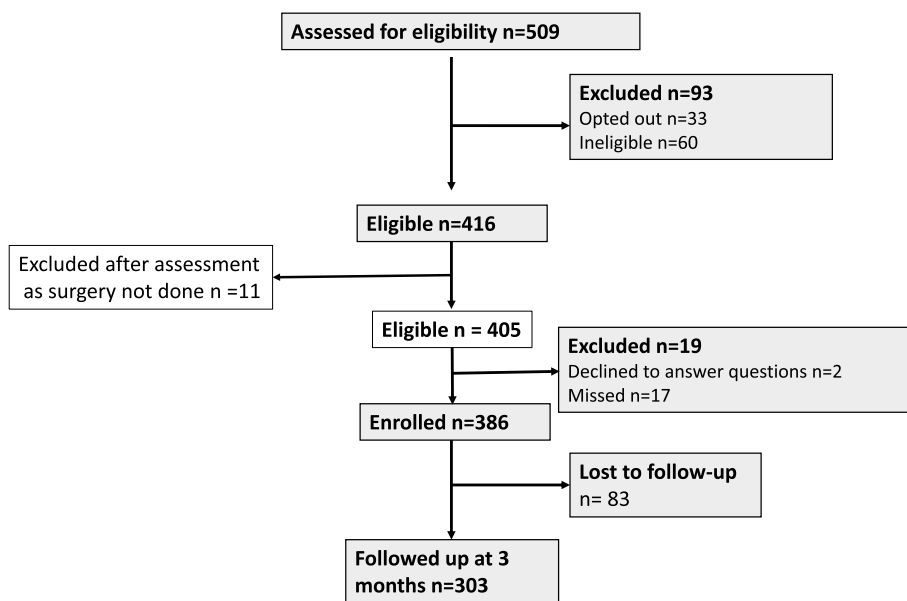 Assessed for eligibility n=509
Excluded n=93
Opted out n=33
Ineligible n=60
Eligible n=416
Excluded after assessment
as surgery not done n =11
Eligible n = 405
Excluded n=19
Declined to answer questions n=2
Missed n=17
Enrolled n=386
Lost to follow-up
n= 83
Followed up at 3
months n=303